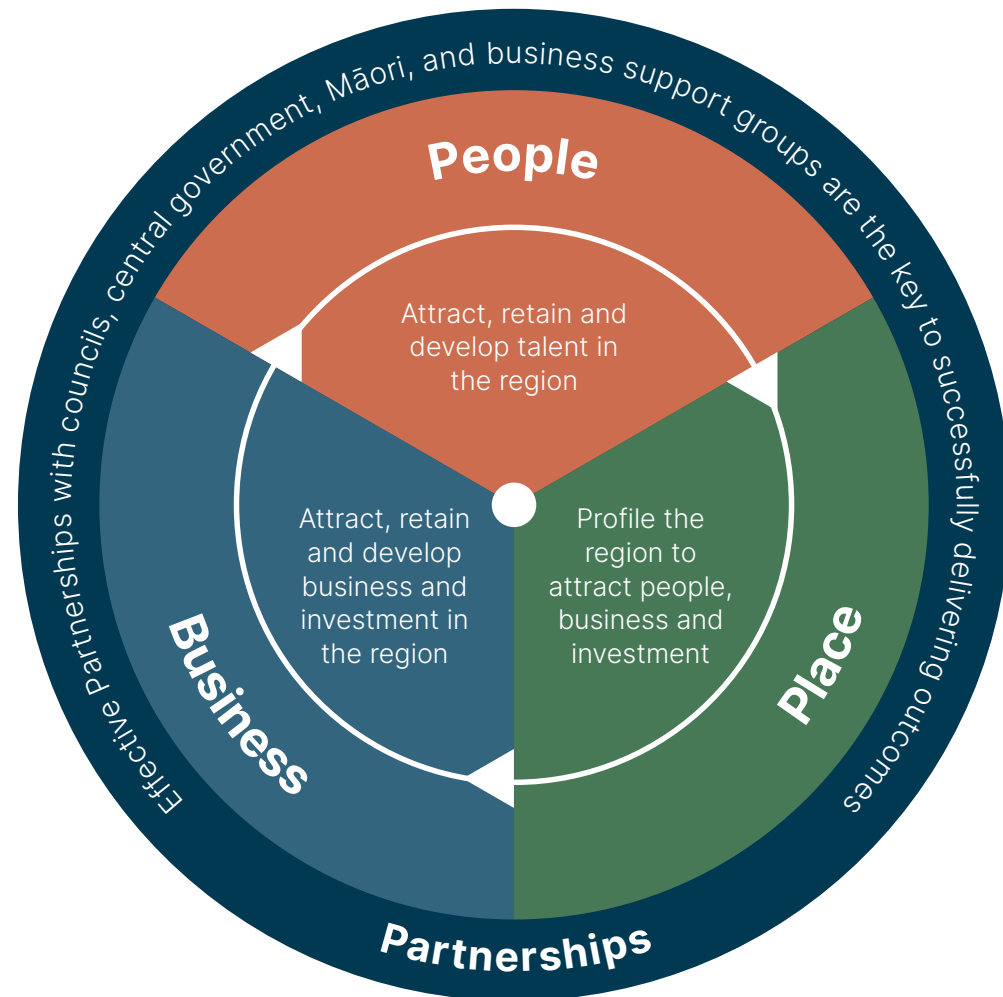 Effective Partnerships with councils, central government, Māori, and business support groups are the key to successfully delivering outcomes
People
Attract, retain and
develop talent in
the region
Attract, retain
and develop
business and
investment in
the region
Business
Profile the
region to
attract people,
business and
investment
Place
Partnerships